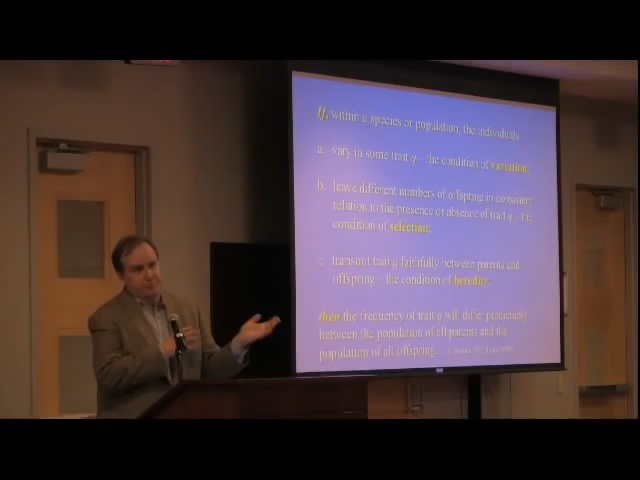 If, within a species or population, the individuals
a. vary in some trait q – the condition of variation;
b. leave different numbers of offspring in consistent
relation to the presence or absence of trait q – the
condition of selection;
c. transmit trait q faithfully between parents and
offspring – the condition of heredity,
then the frequency of trait q will differ predictably
between the population of all parents and the
population of all offspring.